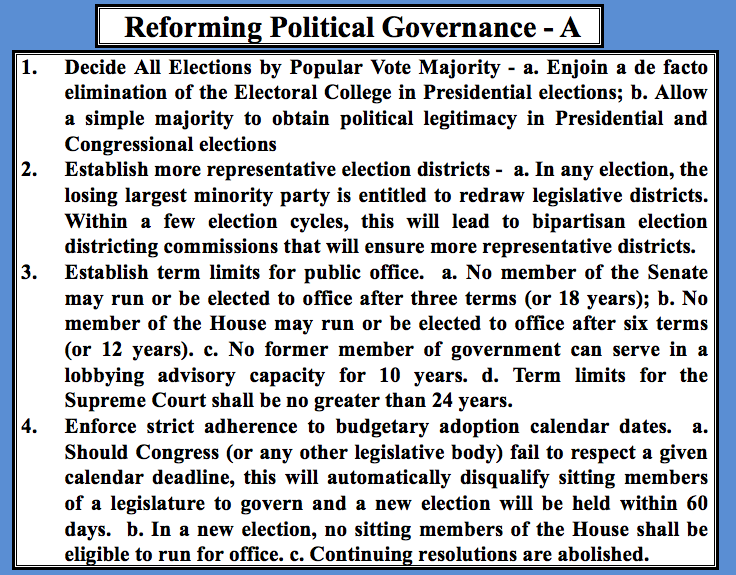 Reforming Political Governance - A
1. Decide All Elections by Popular Vote Majority - a. Enjoin a de facto
elimination of the Electoral College in Presidential elections; b. Allow
a simple majority to obtain political legitimacy in Presidential and
Congressional elections
2. Establish more representative election districts - a. In any election, the
losing largest minority party is entitled to redraw legislative districts.
Within a few election cycles, this will lead to bipartisan election
districting commissions that will ensure more representative districts.
3. Establish term limits for public office. a. No member of the Senate
may run or be elected to office after three terms (or 18 years); b. No
member of the House may run or be elected to office after six terms
(or 12 years). c. No former member of government can serve in a
lobbying advisory capacity for 10 years. d. Term limits for the
Supreme Court shall be no greater than 24 years.
4. Enforce strict adherence to budgetary adoption calendar dates. a.
Should Congress (or any other legislative body) fail to respect a given
calendar deadline, this will automatically disqualify sitting members
of a legislature to govern and a new election will be held within 60
days. b. In a new election, no sitting members of the House shall be
eligible to run for office. c. Continuing resolutions are abolished.